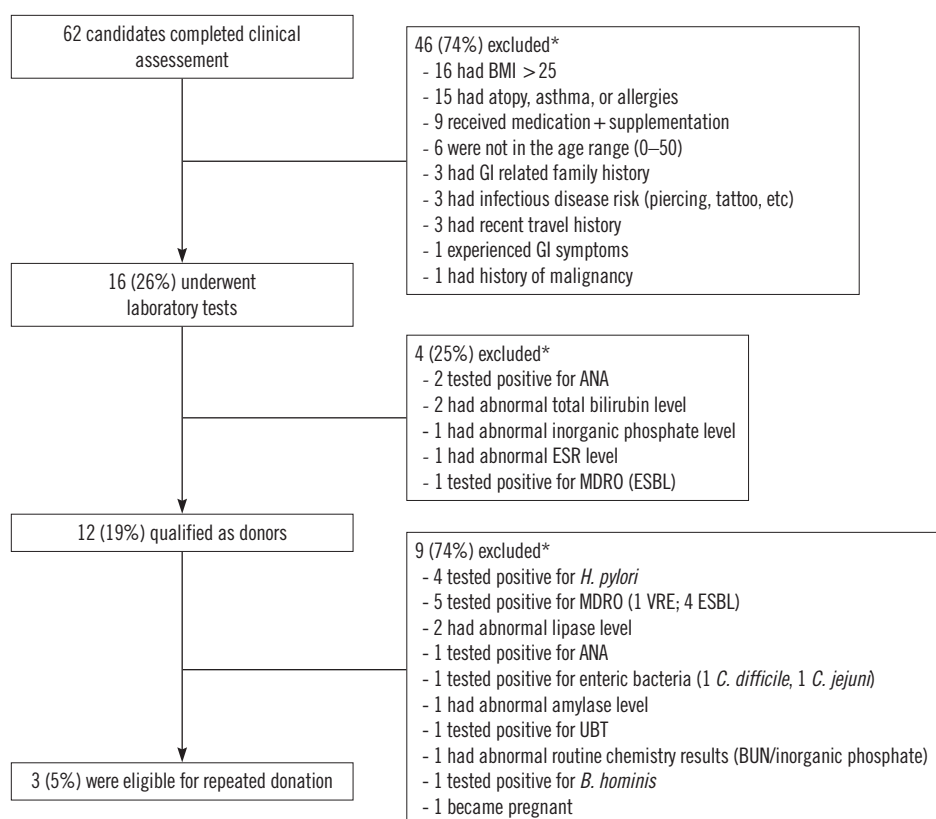 62 candidates completed clinical
assessment
46 (74%) excluded*
- 16 had BMI > 25
- 15 had atopy, asthma, or allergies
- 9 received medication + supplementation
- 6 were not in the age range (0–50)
- 3 had GI related family history
- 3 had infectious disease risk (piercing, tattoo, etc)
- 3 had recent travel history
- 1 experienced GI symptoms
- 1 had history of malignancy
16 (26%) underwent
laboratory tests
4 (25%) excluded*
- 2 tested positive for ANA
- 2 had abnormal total bilirubin level
- 1 had abnormal inorganic phosphate level
- 1 had abnormal ESR level
- 1 tested positive for MDRO (ESBL)
12 (19%) qualified as donors
9 (74%) excluded*
- 4 tested positive for H. pylori
- 5 tested positive for MDRO (1 VRE; 4 ESBL)
- 2 had abnormal lipase level
- 1 tested positive for ANA
- 1 tested positive for enteric bacteria (1 C. difficile, 1 C. jejuni)
- 1 had abnormal amylase level
- 1 tested positive for UBT
- 1 had abnormal routine chemistry results (BUN/inorganic phosphate)
- 1 tested positive for B. hominis
- 1 became pregnant
3 (5%) were eligible for repeated donation